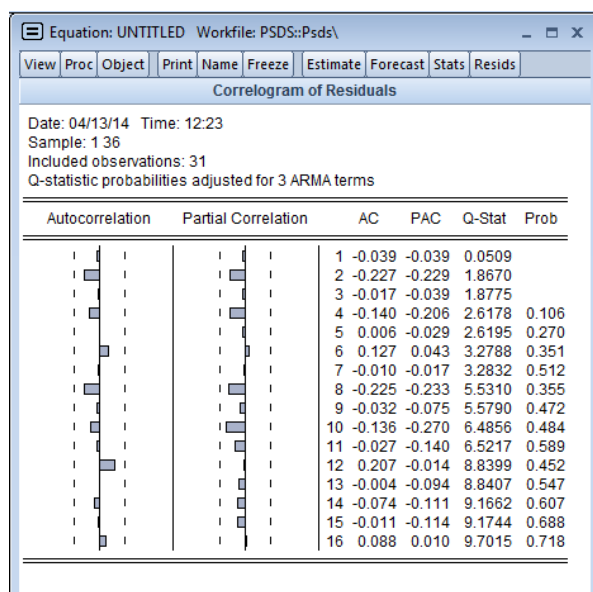 Equation: UNTITLED Workfile: PSDS::Psds\
View Proc Object Print Name Freeze Estimate Forecast Stats Resids
Correlogram of Residuals
Date: 04/13/14 Time: 12:23
Sample: 1 36
Included observations: 31
Q-statistic probabilities adjusted for 3 ARMA terms
Autocorrelation Partial Correlation AC PAC Q-Stat Prob
1 -0.039 -0.039 0.0509
2 -0.227 -0.229 1.8670
3 -0.017 -0.039 1.8775
4 -0.140 -0.206 2.6178 0.106
5 0.006 -0.029 2.6195 0.270
6 0.127 0.043 3.2788 0.351
7 -0.010 -0.017 3.2832 0.512
8 -0.225 -0.233 5.5310 0.355
9 -0.032 -0.075 5.5790 0.472
10 -0.136 -0.270 6.4856 0.484
11 -0.027 -0.140 6.5217 0.589
12 0.207 -0.014 8.8399 0.452
13 -0.004 -0.094 8.8407 0.547
14 -0.074 -0.111 9.1662 0.607
15 -0.011 -0.114 9.1744 0.688
16 0.088 0.010 9.7015 0.718